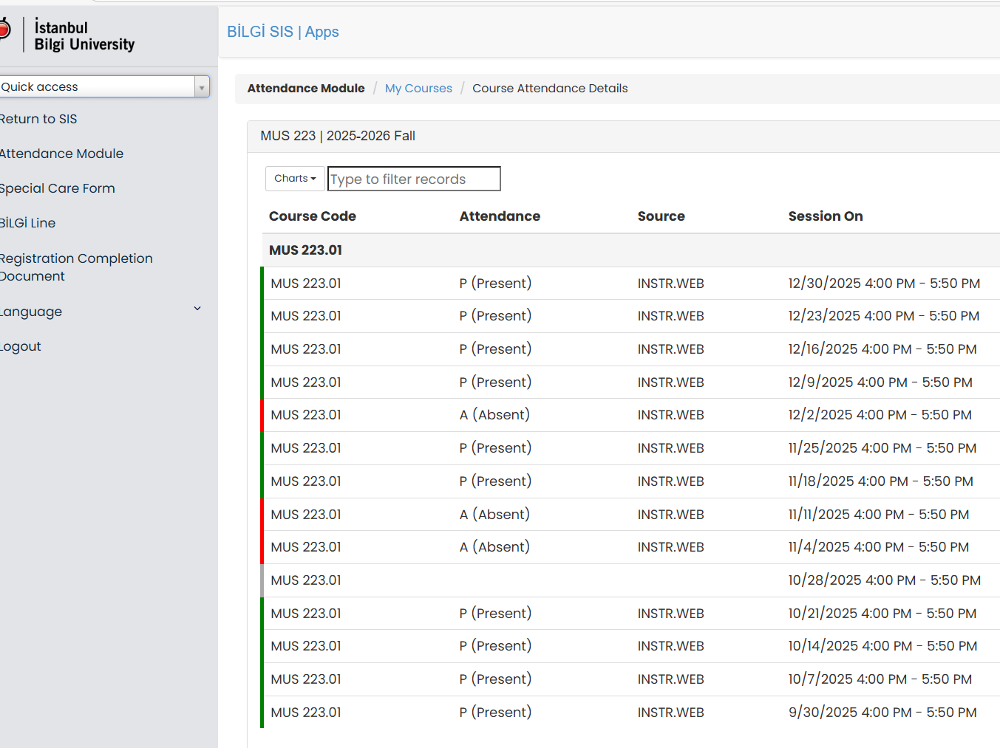 İstanbul
Bilgi University
BİLGİ SIS | Apps
Quick access
Return to SIS
Attendance Module
Special Care Form
BİLGİ Line
Registration Completion
Document
Language
Logout
Attendance Module / My Courses / Course Attendance Details
MUS 223 | 2025-2026 Fall
Charts Type to filter records
Course Code Attendance Source Session On
MUS 223.01
MUS 223.01 P (Present) INSTR.WEB 12/30/2025 4:00 PM - 5:50 PM
MUS 223.01 P (Present) INSTR.WEB 12/23/2025 4:00 PM - 5:50 PM
MUS 223.01 P (Present) INSTR.WEB 12/16/2025 4:00 PM - 5:50 PM
MUS 223.01 P (Present) INSTR.WEB 12/9/2025 4:00 PM - 5:50 PM
MUS 223.01 A (Absent) INSTR.WEB 12/2/2025 4:00 PM - 5:50 PM
MUS 223.01 P (Present) INSTR.WEB 11/25/2025 4:00 PM - 5:50 PM
MUS 223.01 P (Present) INSTR.WEB 11/18/2025 4:00 PM - 5:50 PM
MUS 223.01 A (Absent) INSTR.WEB 11/11/2025 4:00 PM - 5:50 PM
MUS 223.01 A (Absent) INSTR.WEB 11/4/2025 4:00 PM - 5:50 PM
MUS 223.01 10/28/2025 4:00 PM - 5:50 PM
MUS 223.01 P (Present) INSTR.WEB 10/21/2025 4:00 PM - 5:50 PM
MUS 223.01 P (Present) INSTR.WEB 10/14/2025 4:00 PM - 5:50 PM
MUS 223.01 P (Present) INSTR.WEB 10/7/2025 4:00 PM - 5:50 PM
MUS 223.01 P (Present) INSTR.WEB 9/30/2025 4:00 PM - 5:50 PM